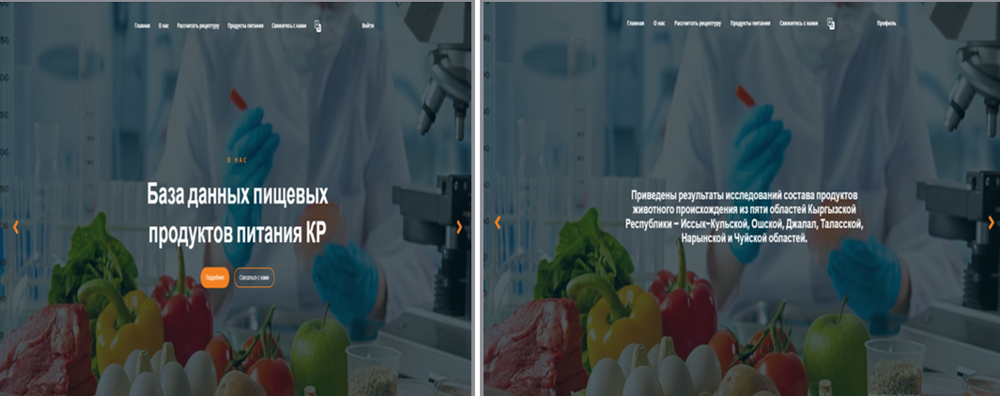 Главная О нас Рассчитать рецептуру Продукты питания Свяжитесь с нами Войти
О НАС
База данных пищевых
продуктов питания КР
Подробнее Связаться с нами
Главная О нас Рассчитать рецептуру Продукты питания Свяжитесь с нами Профиль
Приведены результаты исследований состава продуктов
животного происхождения из пяти областей Кыргызской
Республики – Иссык-Кульской, Ошской, Джалал, Таласской,
Нарынской и Чуйской областей.